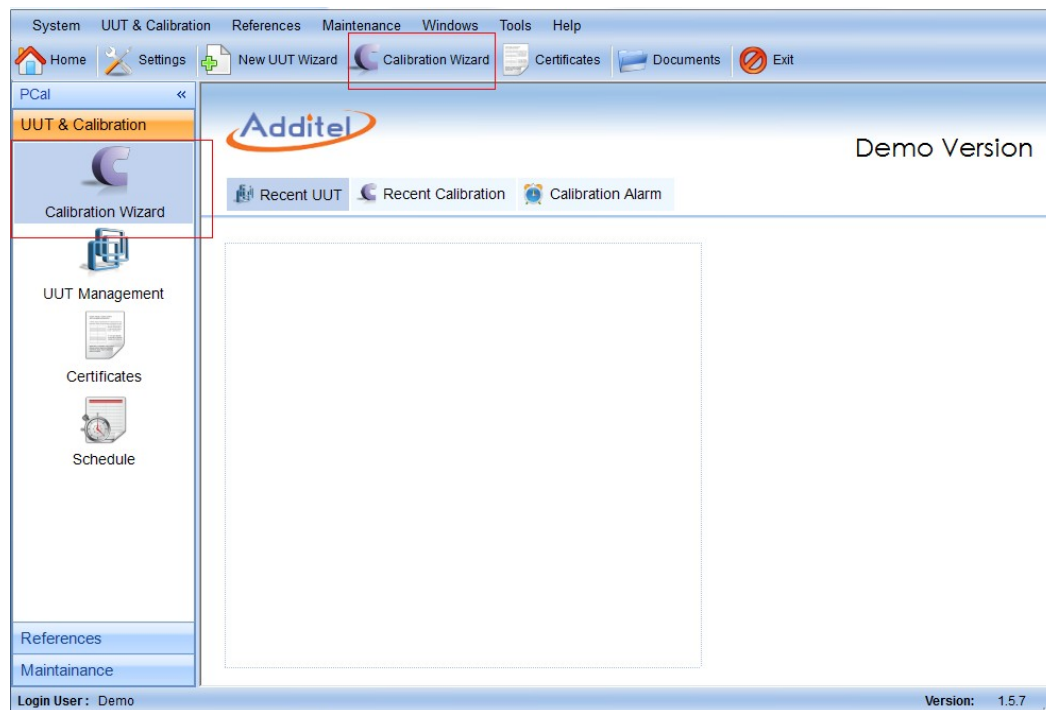 System UUT & Calibration References Maintenance Windows Tools Help
Home Settings New UUT Wizard Calibration Wizard Certificates Documents Exit
PCal «
UUT & Calibration
Calibration Wizard
UUT Management
Certificates
Schedule
References
Maintainance
Additel
Demo Version
Recent UUT Recent Calibration Calibration Alarm
Login User: Demo
Version: 1.5.7